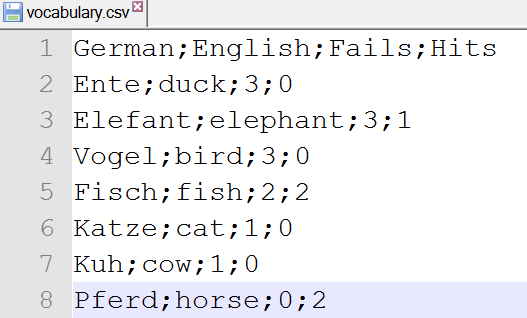 vocabulary.csv
1 German;English;Fails;Hits
2 Ente;duck;3;0
3 Elefant;elephant;3;1
4 Vogel;bird;3;0
5 Fisch;fish;2;2
6 Katze;cat;1;0
7 Kuh;cow;1;0
8 Pferd;horse;0;2